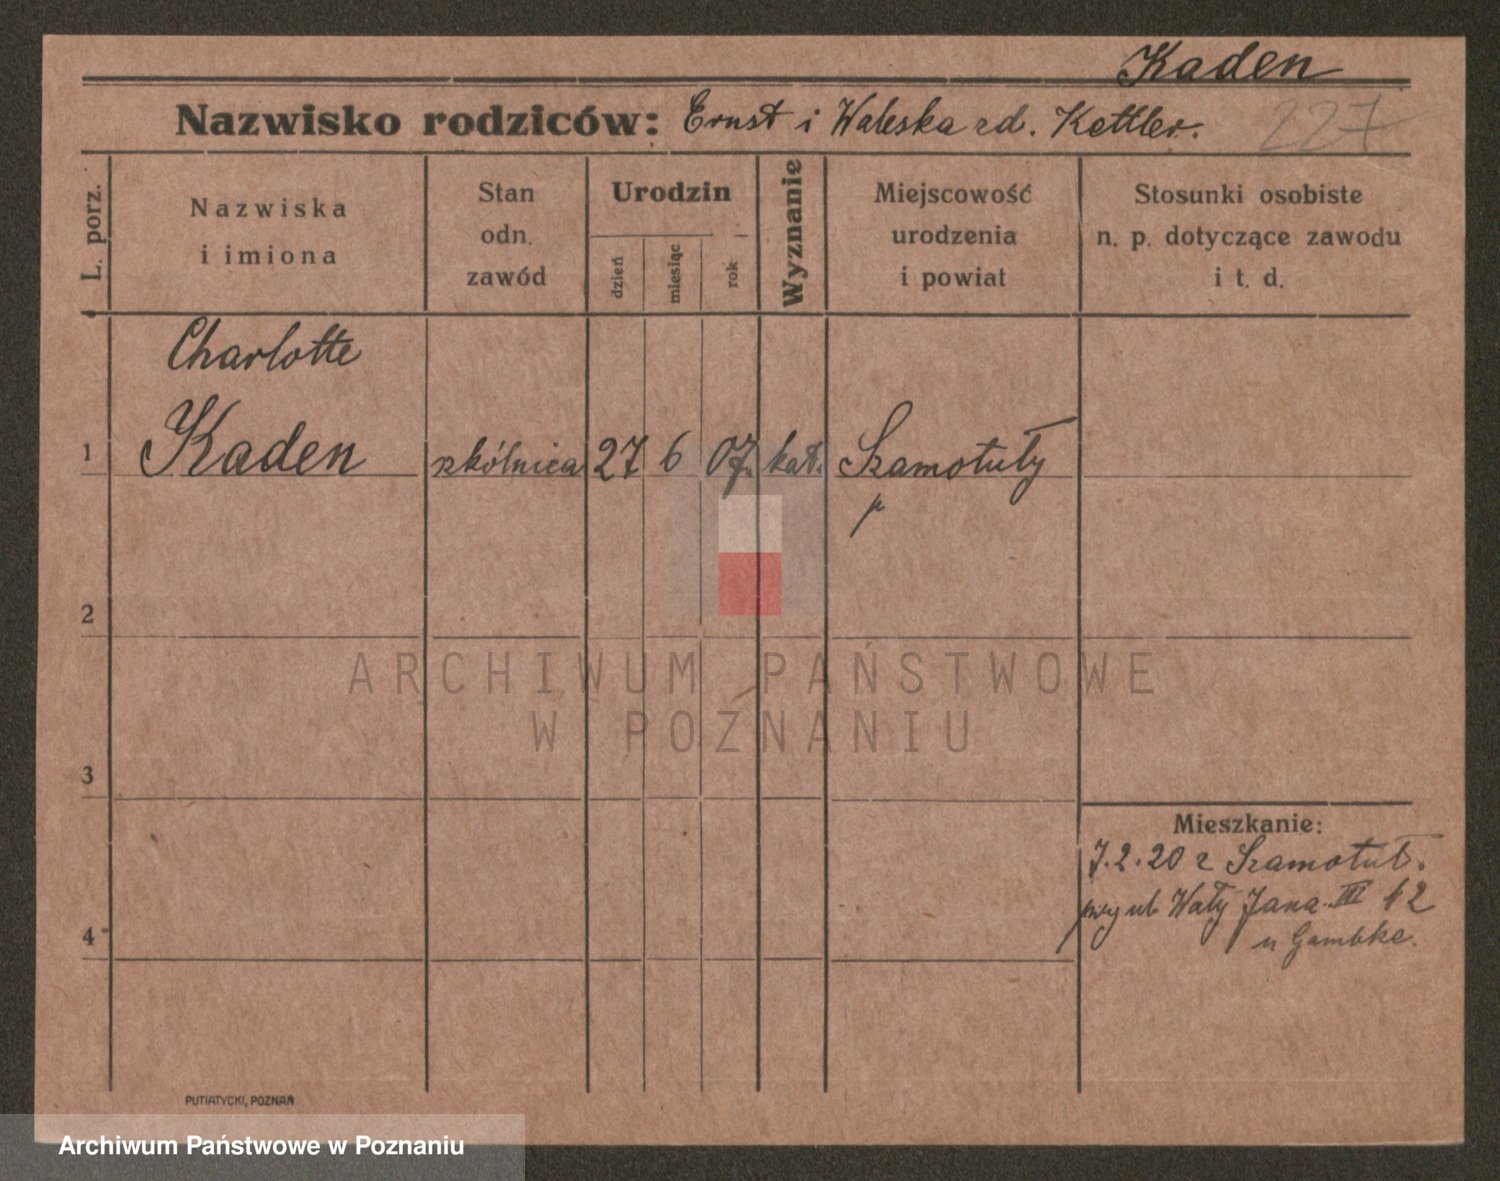 Kaden
Nazwisko rodziców: Ernst i Waleska zd. Kettler.
227
L. porz.
Nazwiska
i imiona
Stan
odn.
zawód
Urodzin
dzień
miesiąc
rok
Wyznanie
Miejscowość
urodzenia
i powiat
Stosunki osobiste
n. p. dotyczące zawodu
i t. d.
Charlotte
1 Kaden szkólnica 27 6 07. kat. Szamotuły
p
2
ARCHIWUM PAŃSTWOWE
W POZNANIU
3
Mieszkanie:
7.2.20 z Szamotuł.
przy ul. Wały Jana III 12
4
u Gambke.
PUTIATYCKI, POZNAŃ
Archiwum Państwowe w Poznaniu